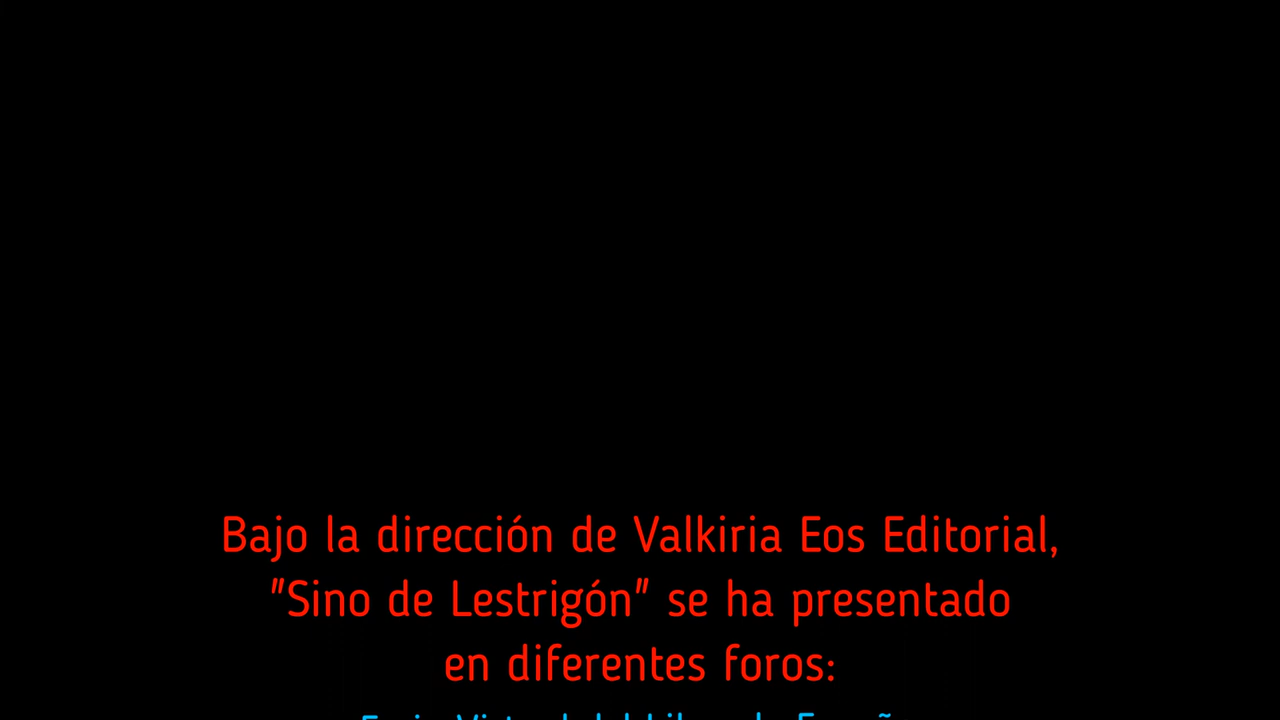 Bajo la dirección de Valkiria Eos Editorial,
"Sino de Lestrigón" se ha presentado
en diferentes foros: